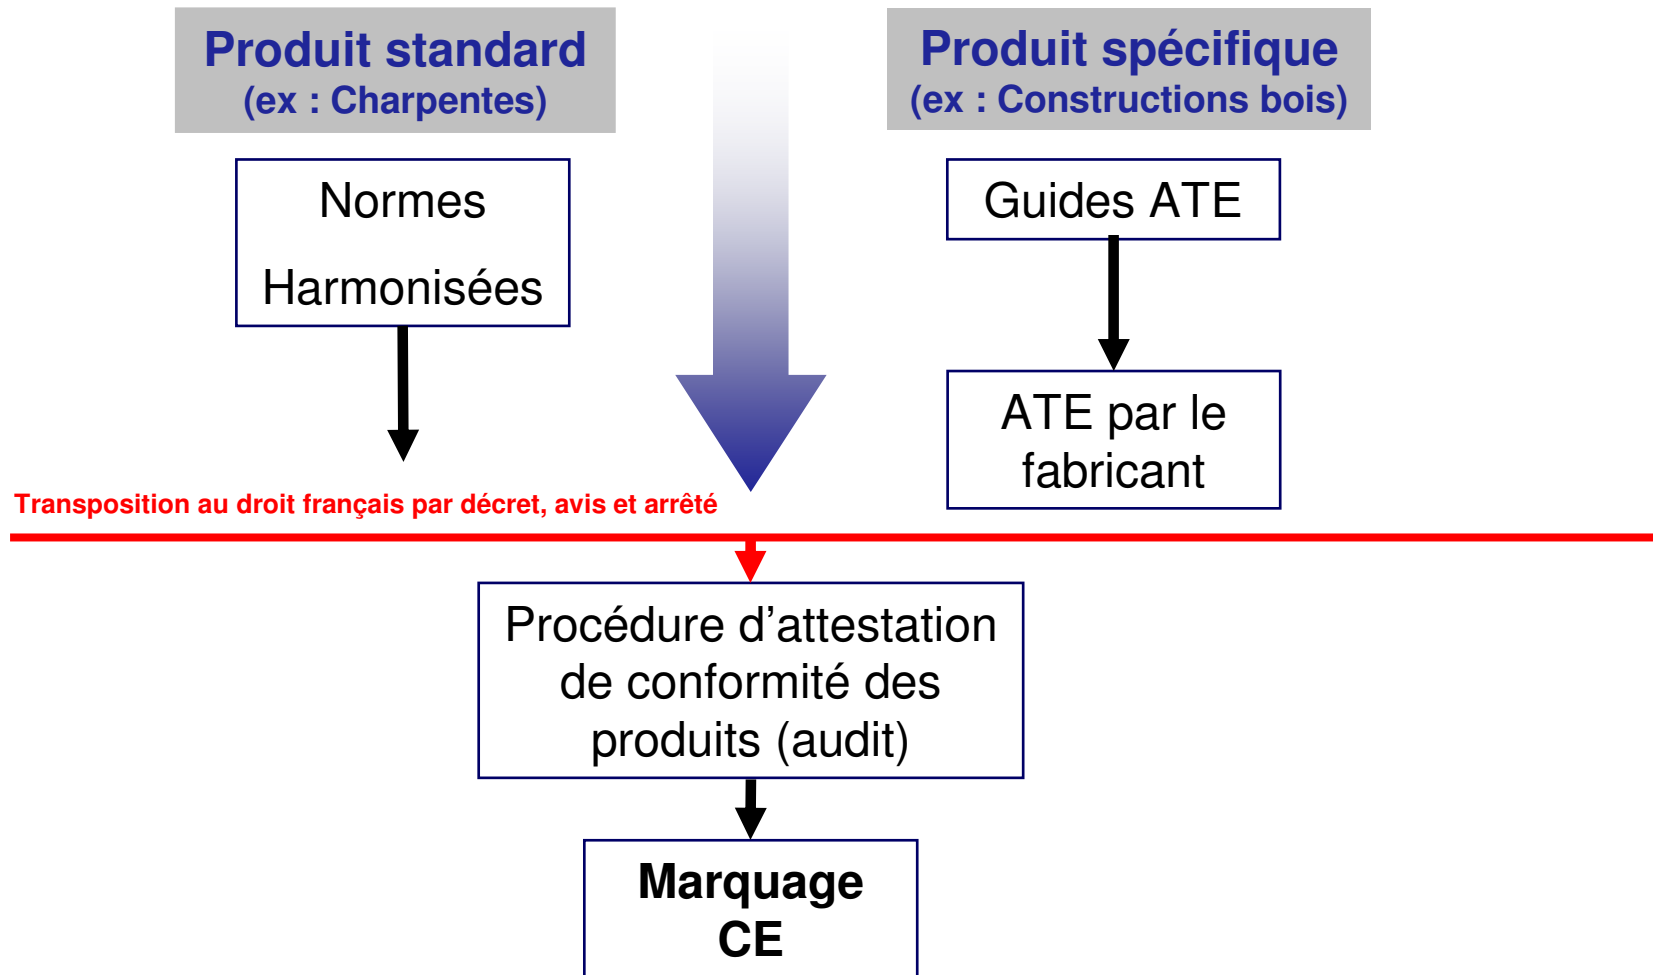 Produit standard
(ex : Charpentes)
Produit spécifique
(ex : Constructions bois)
Normes
Harmonisées
Guides ATE
ATE par le
fabricant
Transposition au droit français par décret, avis et arrêté
Procédure d’attestation
de conformité des
produits (audit)
Marquage
CE